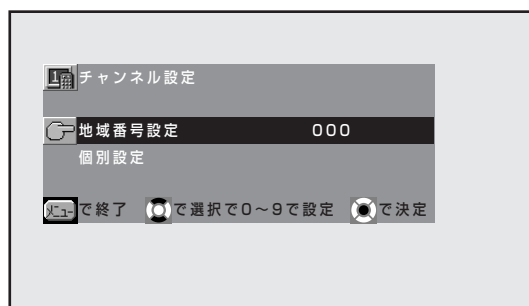 1 チャンネル設定
地域番号設定 000
個別設定
メニューで終了 で選択で0～9で設定 で決定